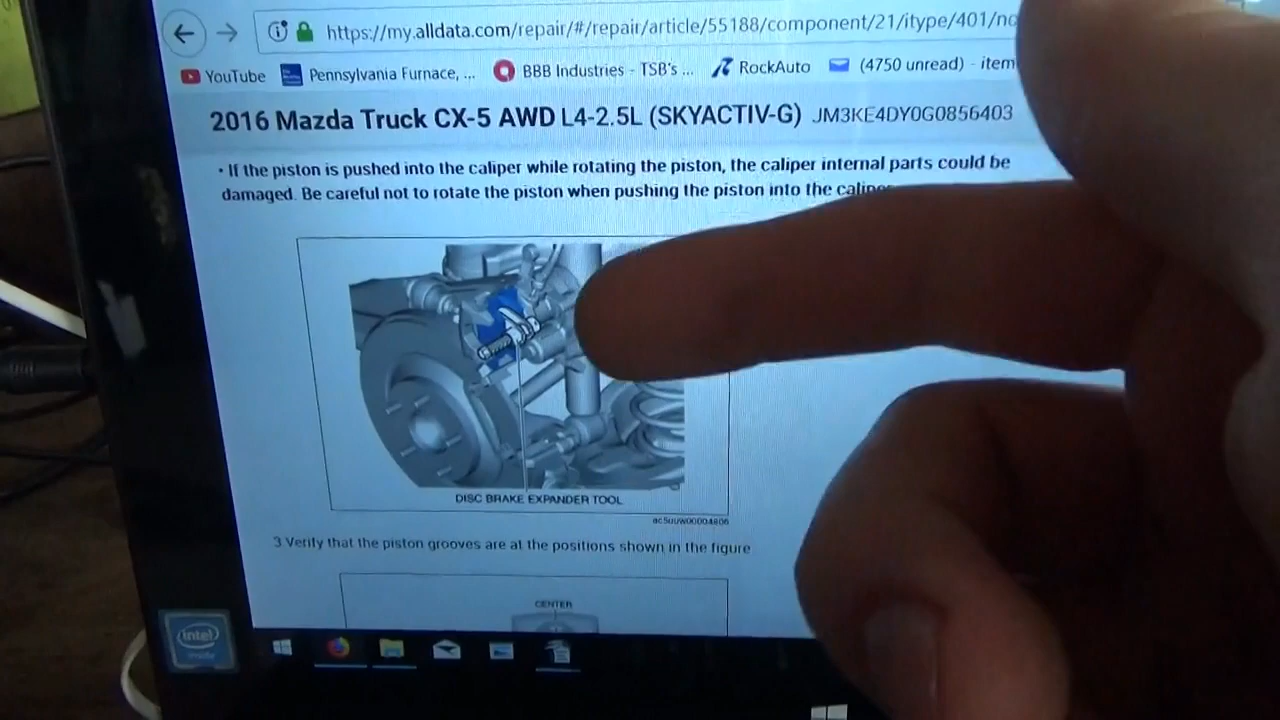 https://my.alldata.com/repair/#/repair/article/55188/component/21/itype/401/no
YouTube Pennsylvania Furnace, ... BBB Industries - TSB's ... RockAuto (4750 unread) - item
2016 Mazda Truck CX-5 AWD L4-2.5L (SKYACTIV-G) JM3KE4DY0G0856403
• If the piston is pushed into the caliper while rotating the piston, the caliper internal parts could be
damaged. Be careful not to rotate the piston when pushing the piston into the
DISC BRAKE EXPANDER TOOL
ac5uuw00004806
3 Verify that the piston grooves are at the positions shown in the figure
CENTER
intel
inside